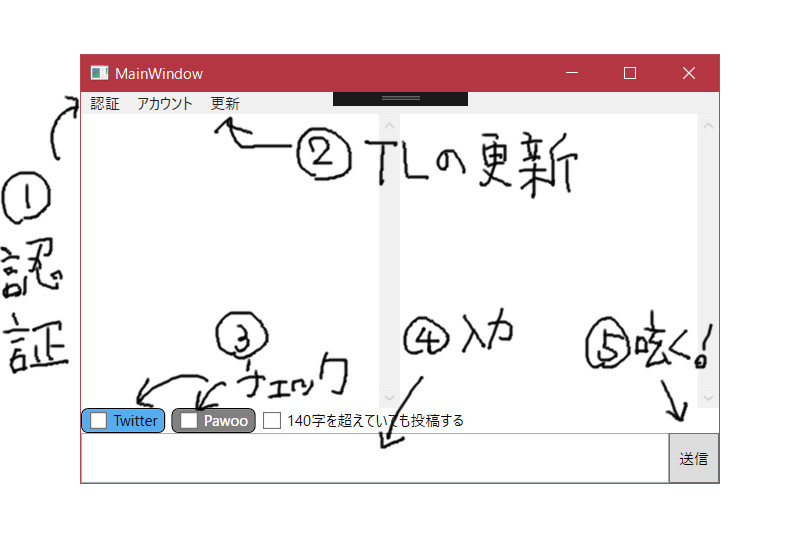 MainWindow
認証 アカウント 更新
② TLの更新
① 認証
③ チェック
④ 入力
⑤ 呟く!
Twitter Pawoo 140字を超えていても投稿する
送信